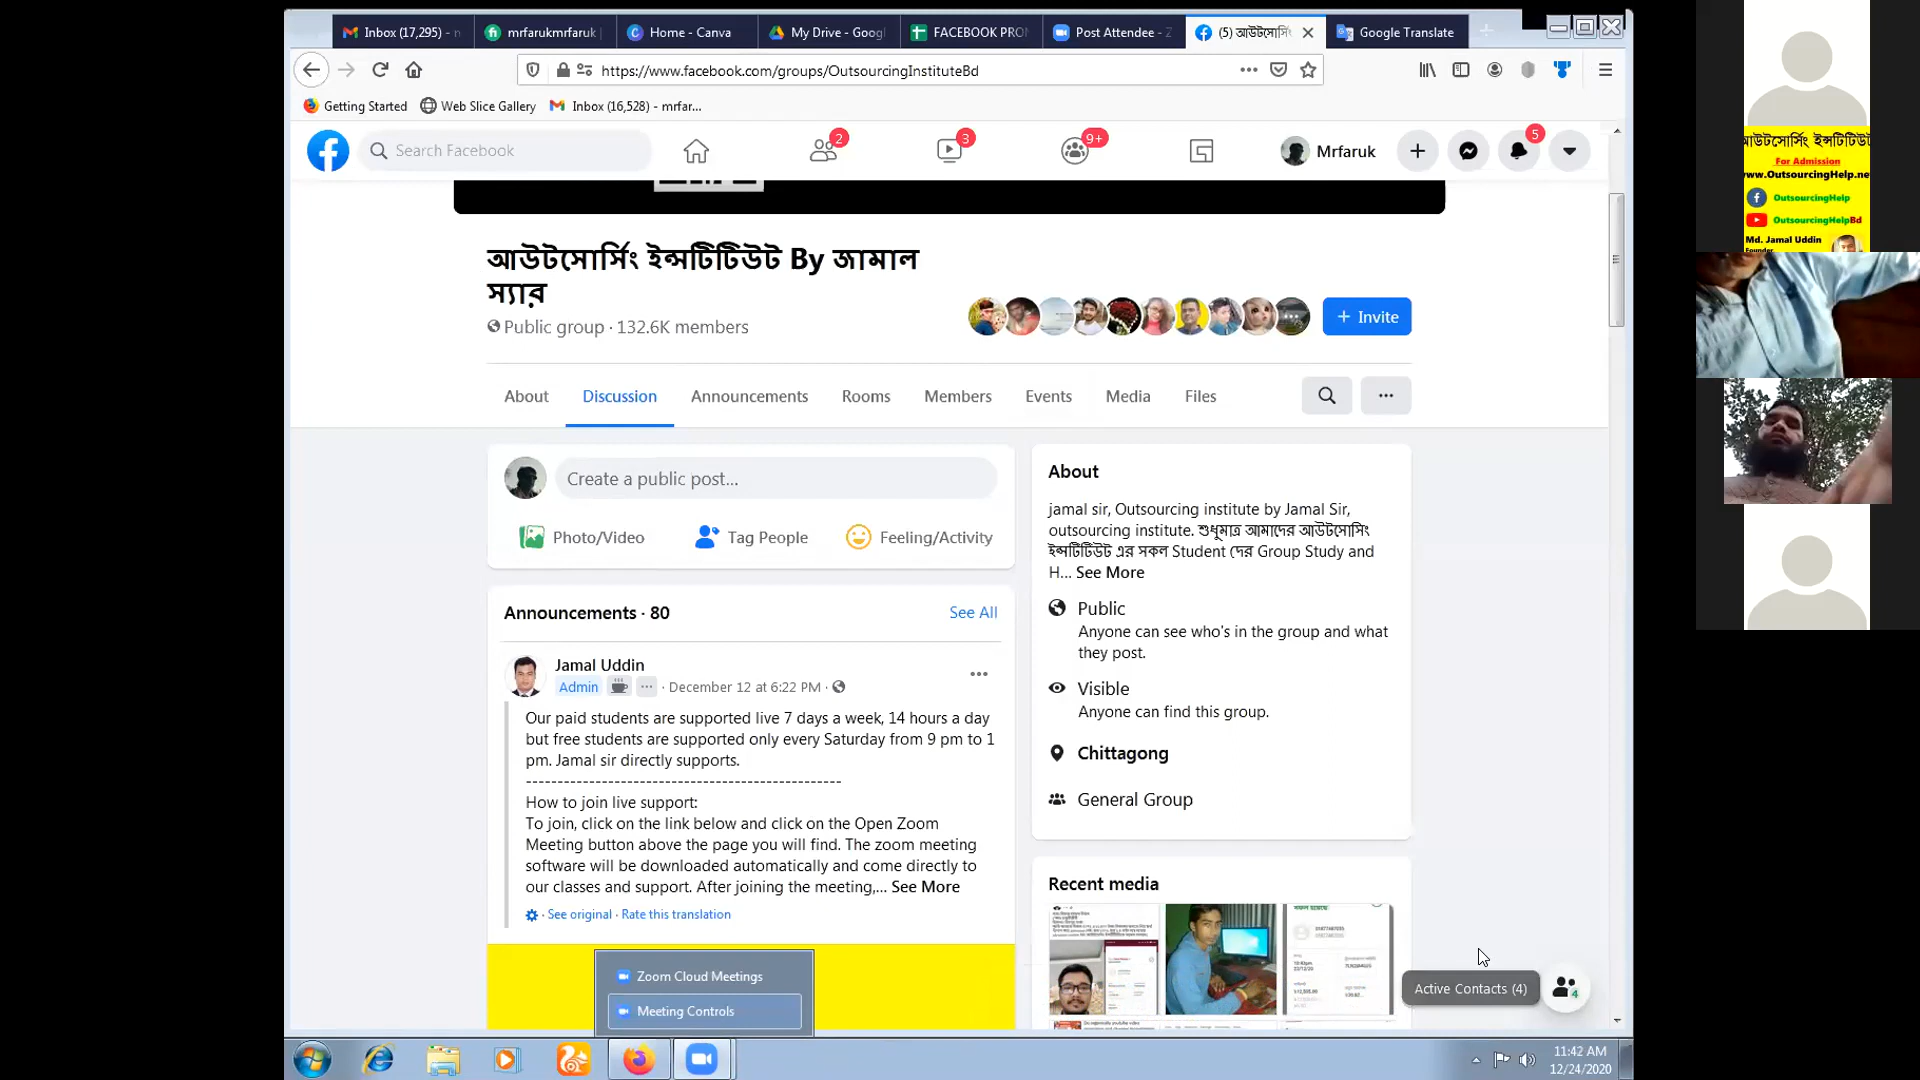 Inbox (17,295) - n
mrfarukmrfaruk
Home - Canva
My Drive - Googl
FACEBOOK PRON
Post Attendee - Z
(5) আউটসোর্সিং
Google Translate
https://www.facebook.com/groups/OutsourcingInstituteBd
Getting Started
Web Slice Gallery
Inbox (16,528) - mrfar...
Search Facebook
2
3
9+
Mrfaruk
5
আউটসোর্সিং ইন্সটিটিউট By জামাল
স্যার
Public group · 132.6K members
+ Invite
About
Discussion
Announcements
Rooms
Members
Events
Media
Files
Create a public post...
Photo/Video
Tag People
Feeling/Activity
Announcements · 80
See All
Jamal Uddin
Admin · December 12 at 6:22 PM ·
Our paid students are supported live 7 days a week, 14 hours a day
but free students are supported only every Saturday from 9 pm to 1
pm. Jamal sir directly supports.
-----------------------------------------------
How to join live support:
To join, click on the link below and click on the Open Zoom
Meeting button above the page you will find. The zoom meeting
software will be downloaded automatically and come directly to
our classes and support. After joining the meeting,... See More
· See original · Rate this translation
About
jamal sir, Outsourcing institute by Jamal Sir,
outsourcing institute. শুধুমাত্র আমাদের আউটসোসিং
ইন্সটিটিউট এর সকল Student দের Group Study and
H... See More
Public
Anyone can see who's in the group and what
they post.
Visible
Anyone can find this group.
Chittagong
General Group
Recent media
Zoom Cloud Meetings
Meeting Controls
Active Contacts (4)
4
11:42 AM
12/24/2020
আউটসোর্সিং ইন্সটিটিউট
For Admission
www.OutsourcingHelp.ne
OutsourcingHelp
OutsourcingHelpBd
Md. Jamal Uddin
Founder